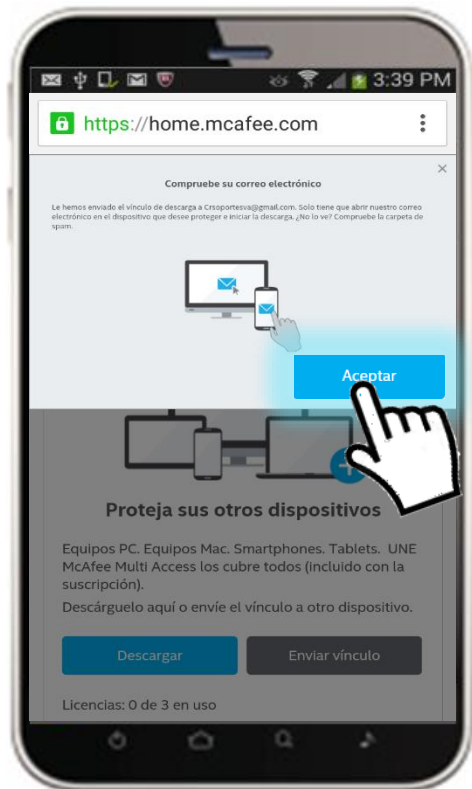 3:39 PM
https://home.mcafee.com
Compruebe su correo electrónico
Le hemos enviado el vínculo de descarga a Crsoportesva@gmail.com. Solo tiene que abrir nuestro correo
electrónico en el dispositivo que desee proteger e iniciar la descarga. ¿No lo ve? Compruebe la carpeta de
spam.
Aceptar
Proteja sus otros dispositivos
Equipos PC. Equipos Mac. Smartphones. Tablets. UNE
McAfee Multi Access los cubre todos (incluido con la
suscripción).
Descárguelo aquí o envíe el vínculo a otro dispositivo.
Descargar
Enviar vínculo
Licencias: 0 de 3 en uso